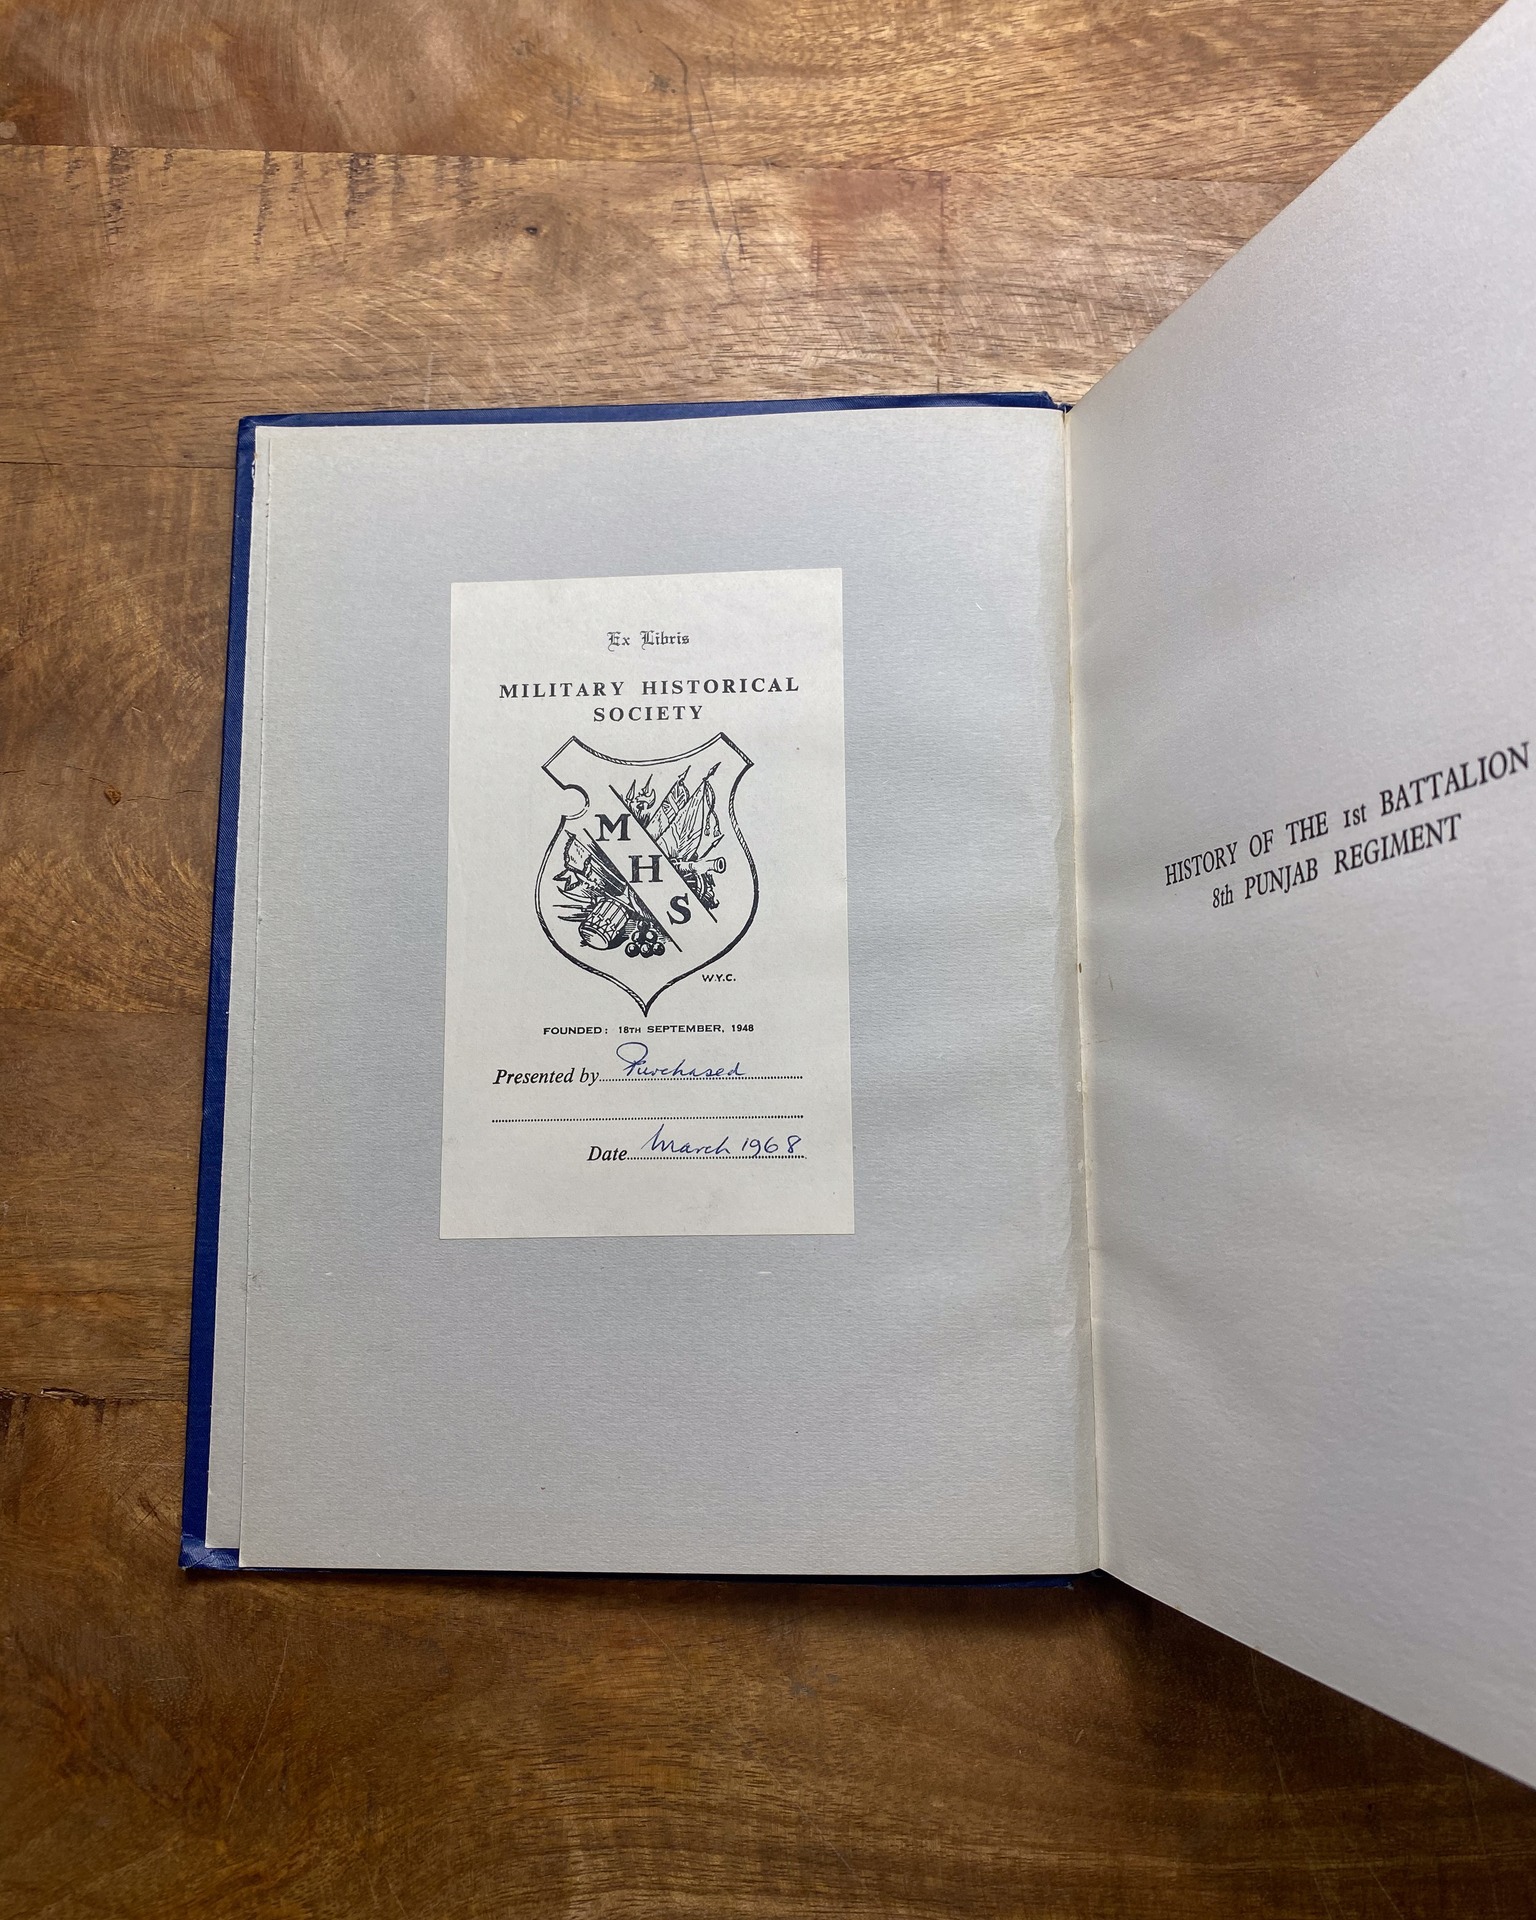 Ex Libris
MILITARY HISTORICAL
SOCIETY
M
H
S
W.Y.C.
FOUNDED: 18TH SEPTEMBER, 1948
Presented by Purchased
Date March 1968
HISTORY OF THE 1st BATTALION
8th PUNJAB REGIMENT